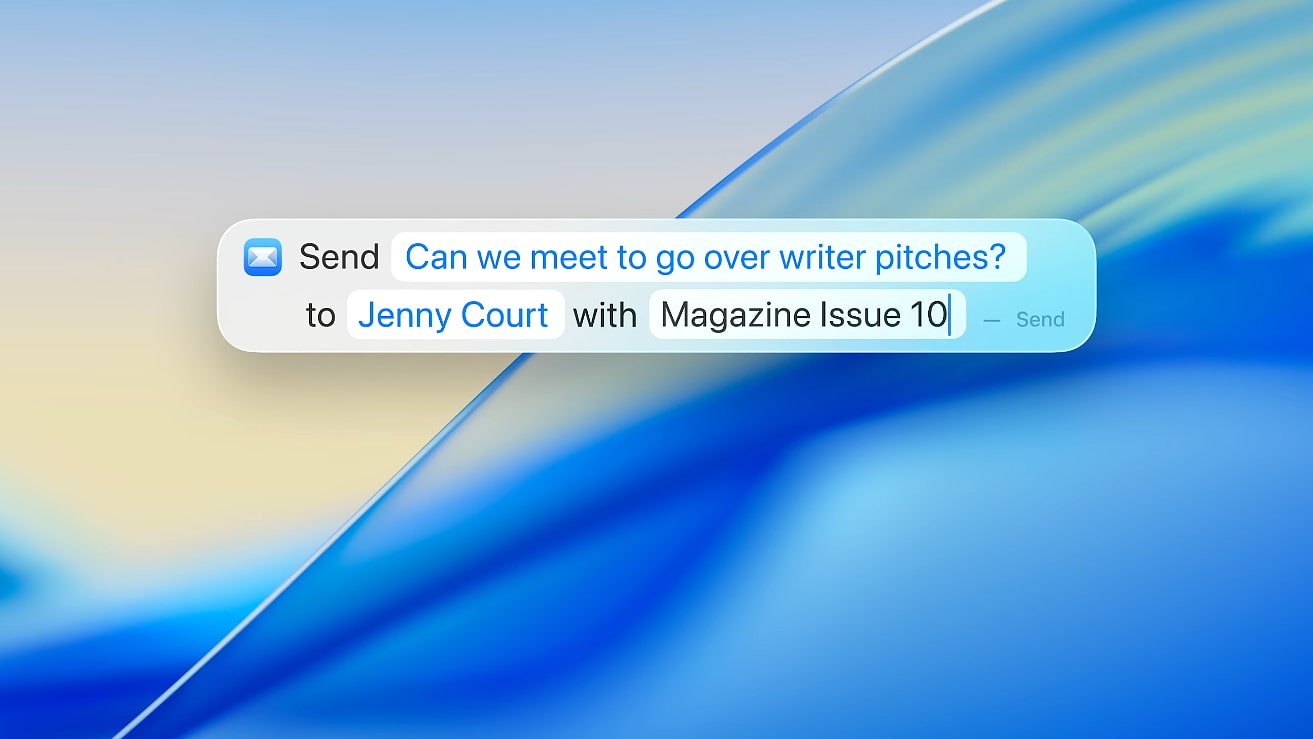 Send Can we meet to go over writer pitches?
to Jenny Court with Magazine Issue 10 — Send